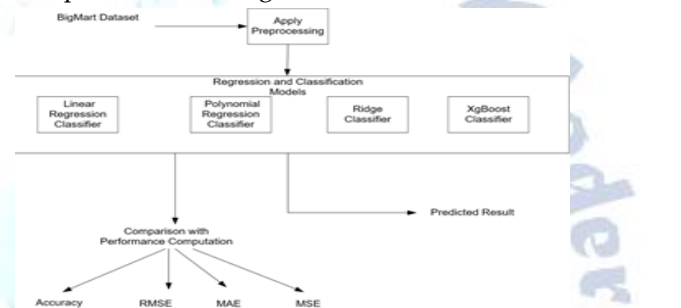 BigMart Dataset
Apply
Preprocessing
Regression and Classification
Models
Linear
Regression
Classifier
Polynomial
Regression
Classifier
Ridge
Classifier
XgBoost
Classifier
Predicted Result
Comparison with
Performance Computation
Accuracy
RMSE
MAE
MSE